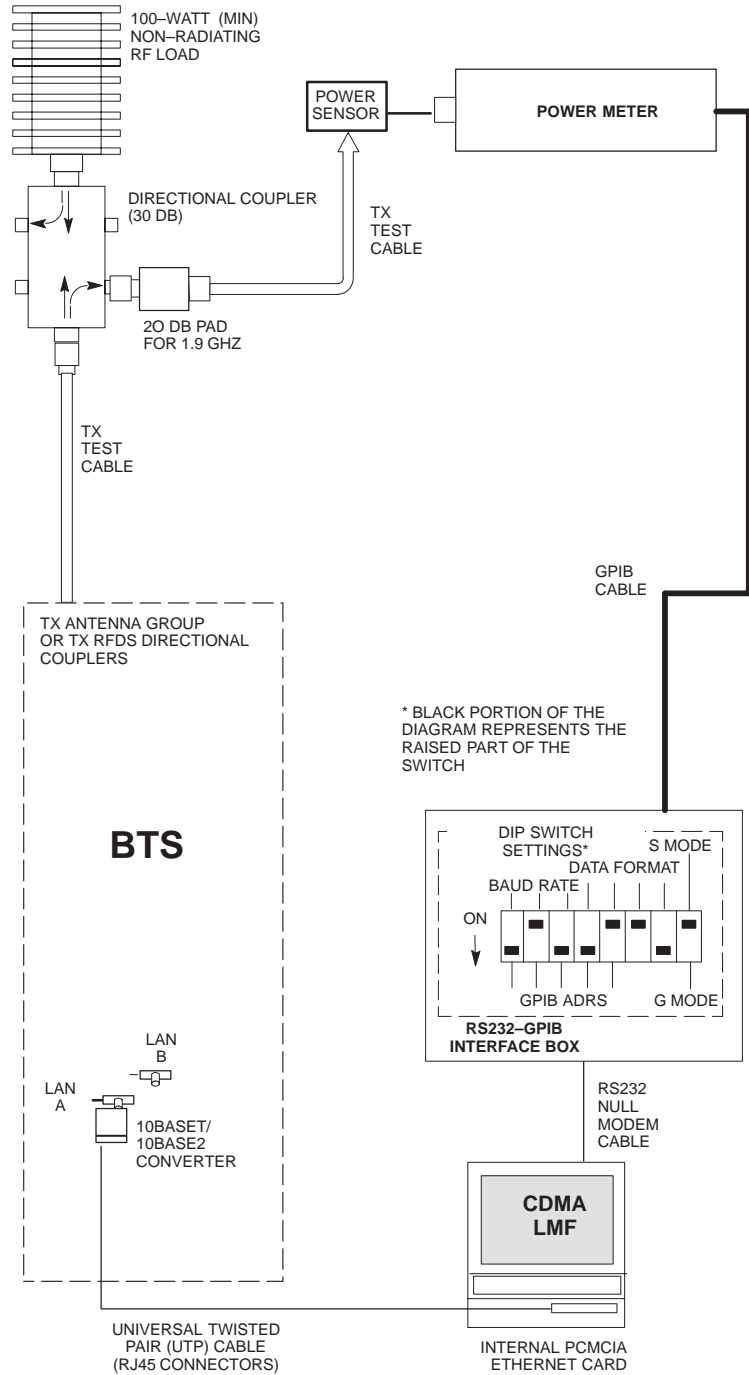 100–WATT (MIN)
NON–RADIATING
RF LOAD
POWER
SENSOR
POWER METER
DIRECTIONAL COUPLER
(30 DB)
TX
TEST
CABLE
2O DB PAD
FOR 1.9 GHZ
TX
TEST
CABLE
GPIB
CABLE
TX ANTENNA GROUP
OR TX RFDS DIRECTIONAL
COUPLERS
* BLACK PORTION OF THE
DIAGRAM REPRESENTS THE
RAISED PART OF THE
SWITCH
BTS
DIP SWITCH
SETTINGS*
S MODE
DATA FORMAT
BAUD RATE
ON
GPIB ADRS
G MODE
RS232–GPIB
INTERFACE BOX
LAN
B
LAN
A
10BASET/
10BASE2
CONVERTER
RS232
NULL
MODEM
CABLE
CDMA
LMF
UNIVERSAL TWISTED
PAIR (UTP) CABLE
(RJ45 CONNECTORS)
INTERNAL PCMCIA
ETHERNET CARD